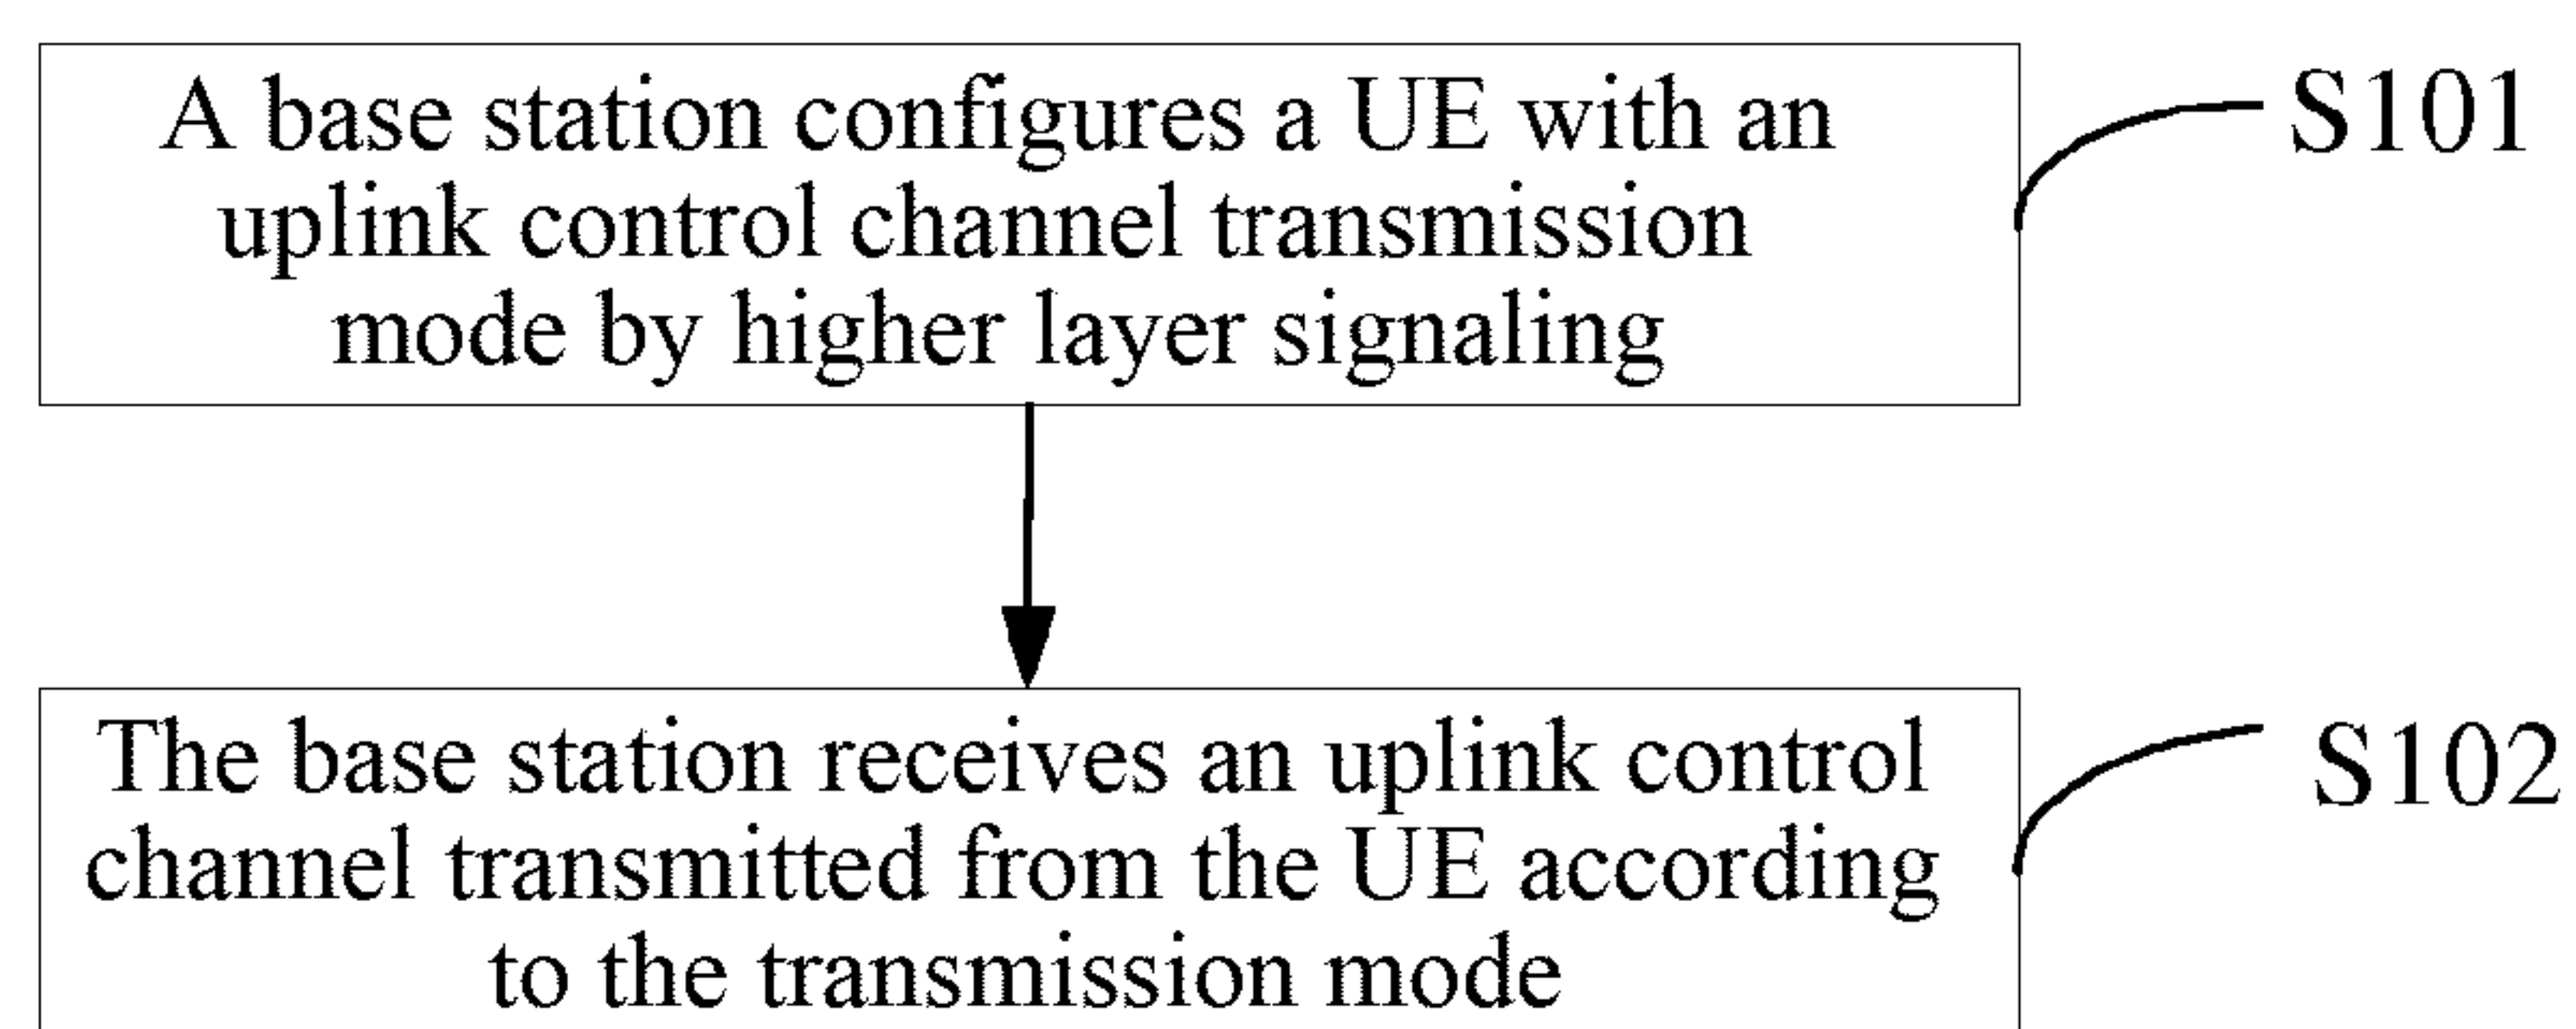 A base station configures a UE with an
uplink control channel transmission
mode by higher layer signaling
S101
The base station receives an uplink control
channel transmitted from the UE according
to the transmission mode
S102